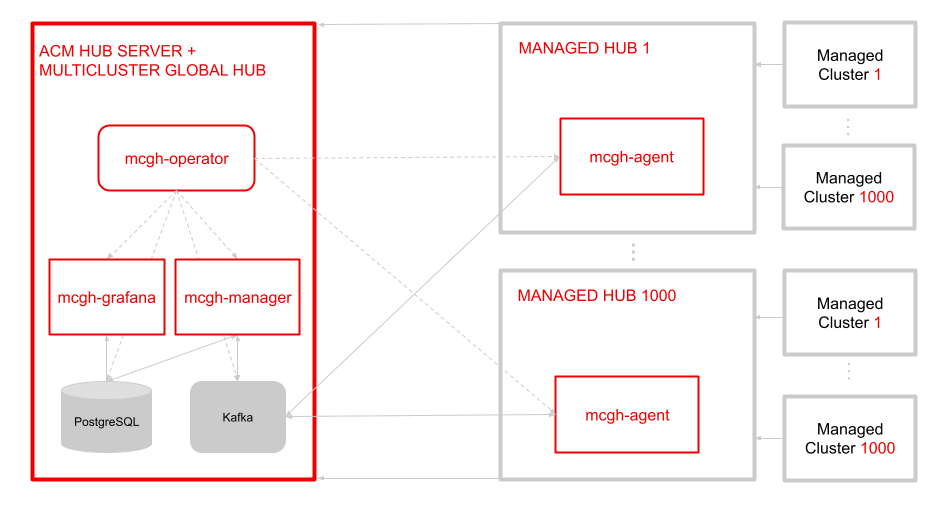 ACM HUB SERVER +
MULTICLUSTER GLOBAL HUB
mcgh-operator
mcgh-grafana
mcgh-manager
PostgreSQL
Kafka
MANAGED HUB 1
mcgh-agent
MANAGED HUB 1000
mcgh-agent
Managed
Cluster 1
Managed
Cluster 1000
Managed
Cluster 1
Managed
Cluster 1000